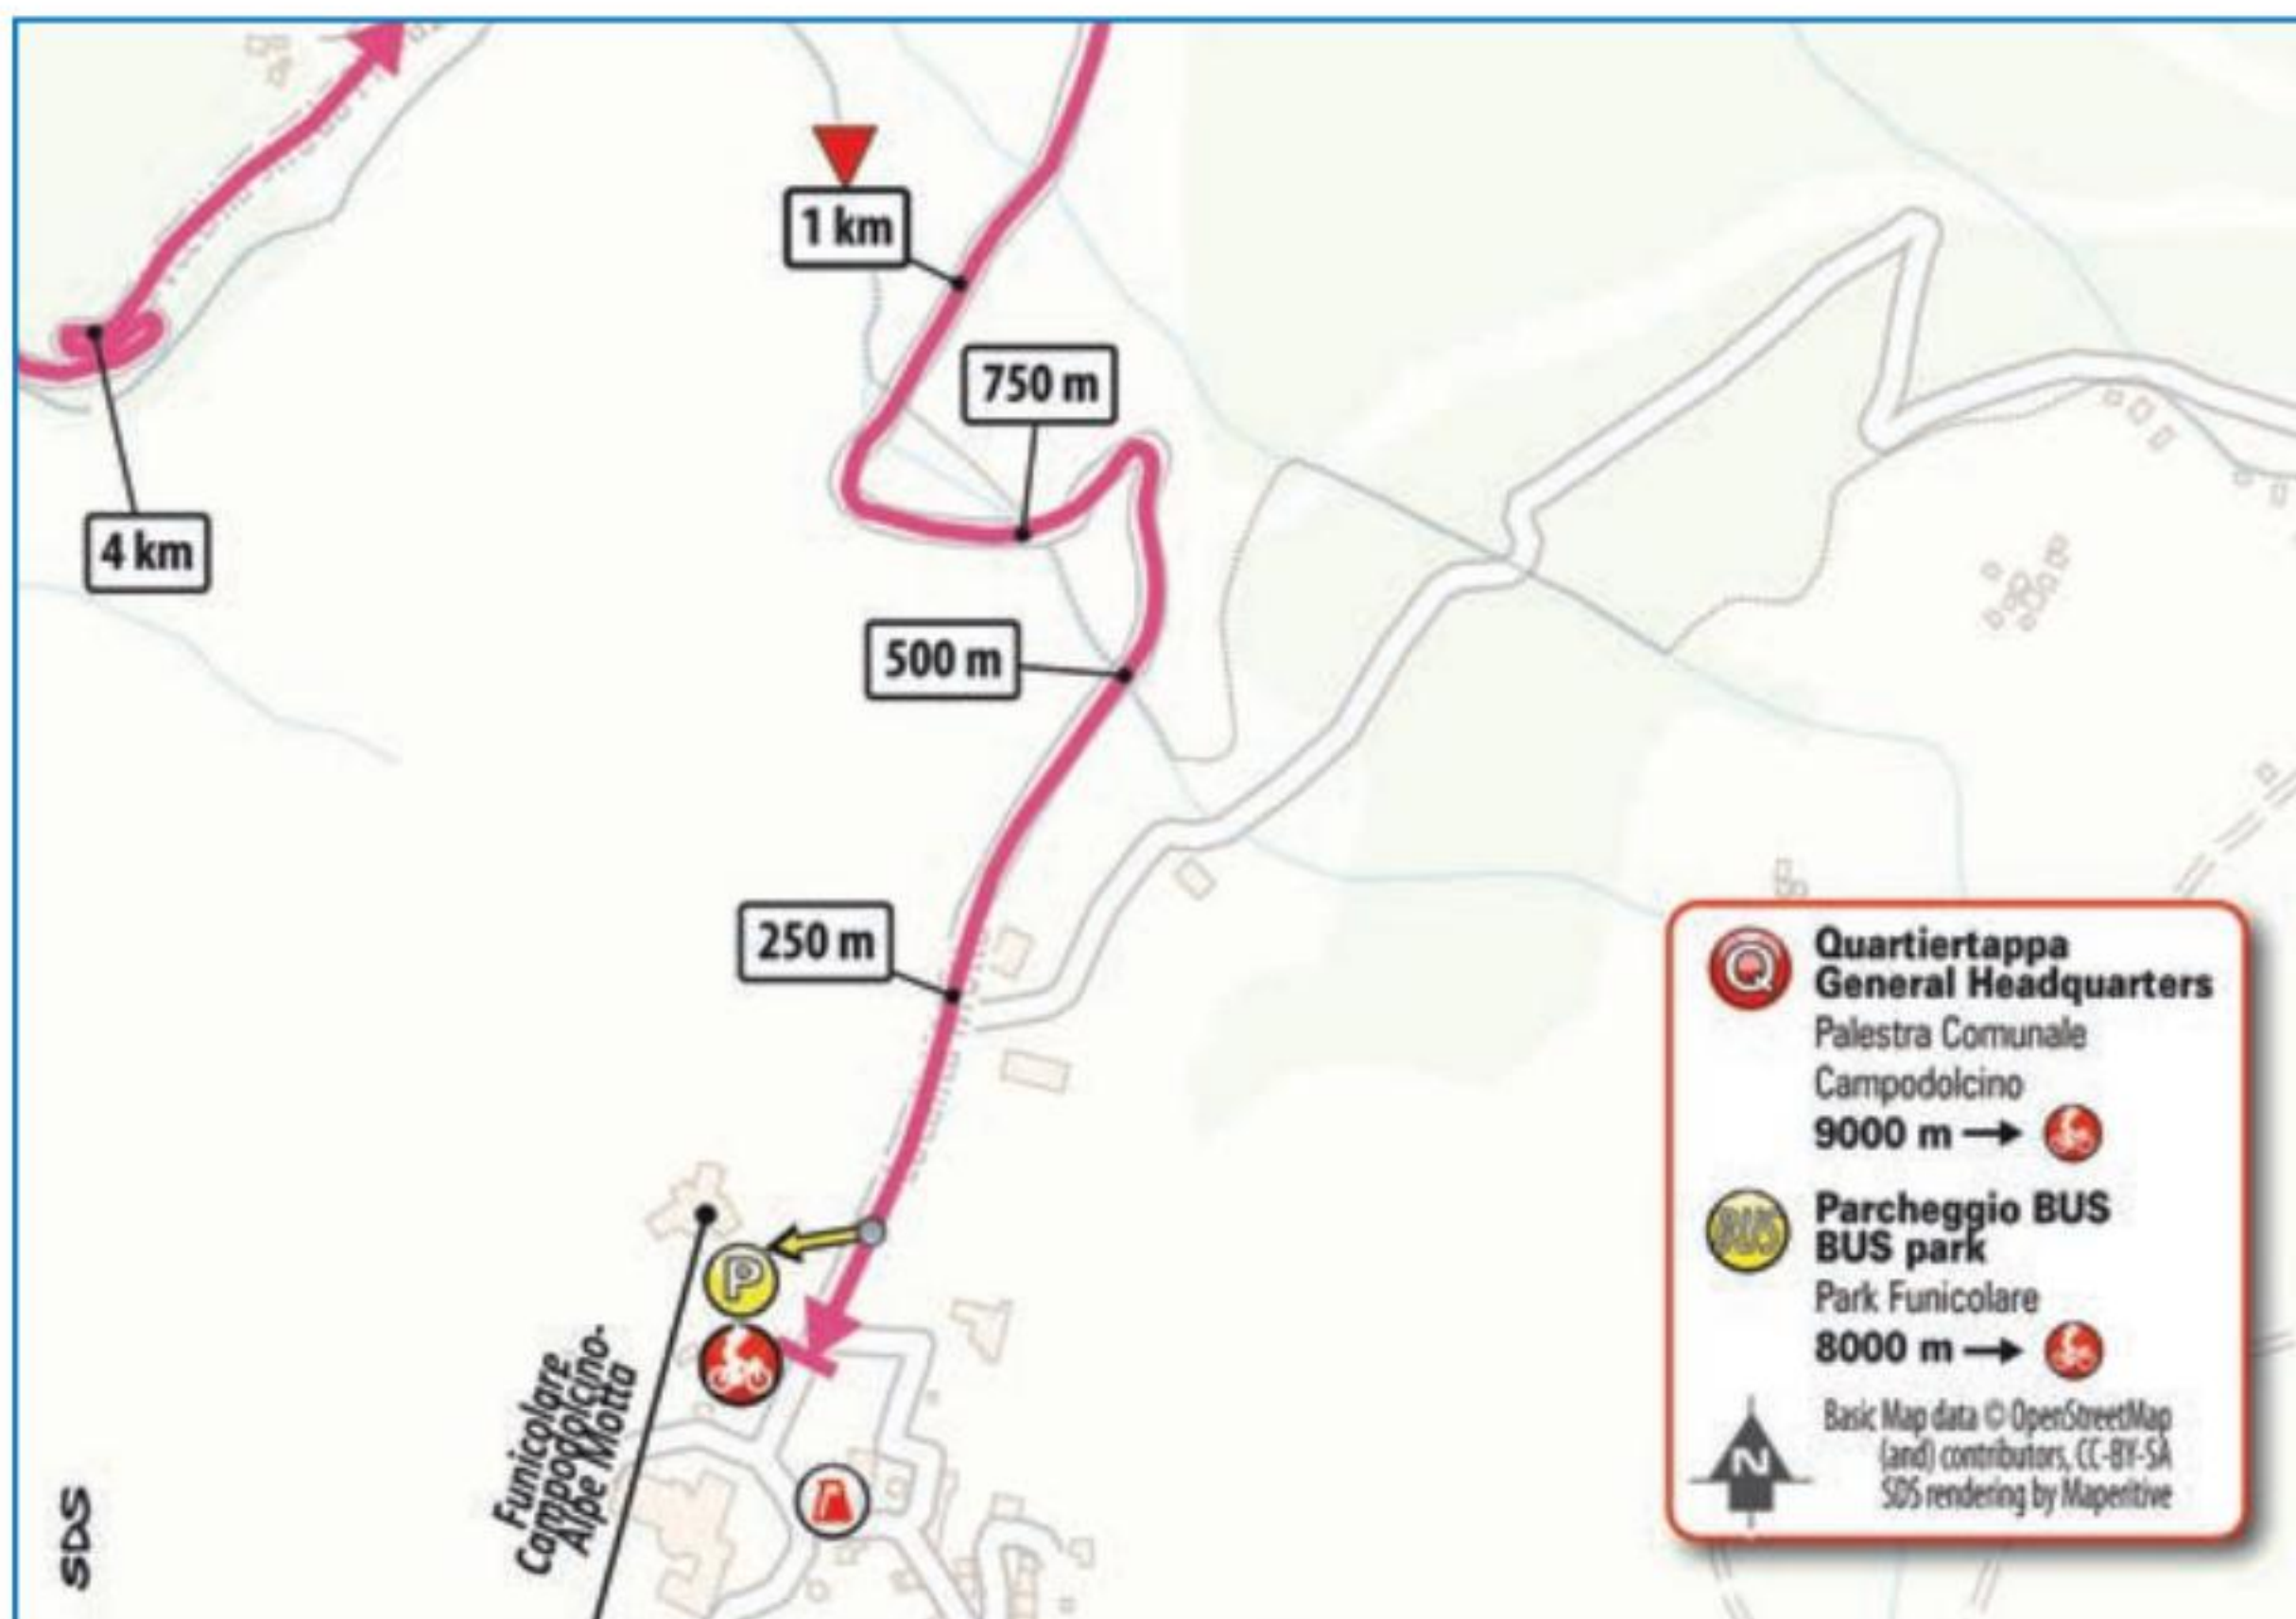 1 km
750 m
4 km
500 m
250 m
P
Funicolare
Campodolcino-
Alpe Motta
SDS
Q
Quartiertappa
General Headquarters
Palestra Comunale
Campodolcino
9000 m
BUS
Parcheggio BUS
BUS park
Park Funicolare
8000 m
N
Basic Map data © OpenStreetMap
(and) contributors, CC-BY-SA
SDS rendering by Maperitive